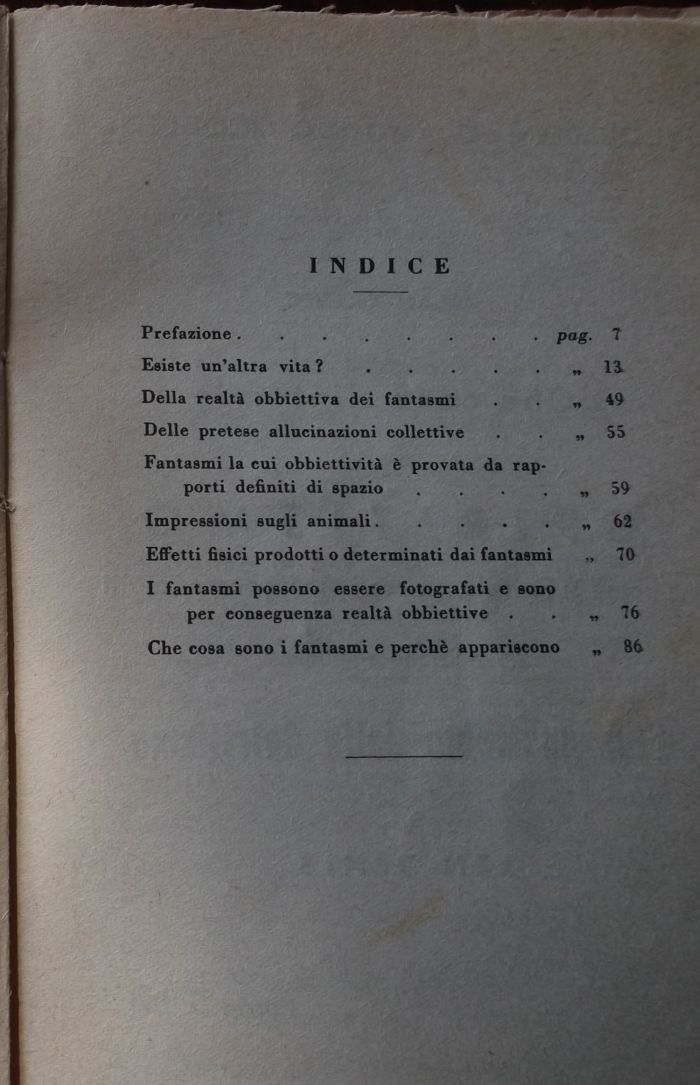 INDICE
Prefazione . . . . . . . . pag. 7
Esiste un'altra vita ? . . . . . „ 13
Della realtà obbiettiva dei fantasmi . . „ 49
Delle pretese allucinazioni collettive . . „ 55
Fantasmi la cui obbiettività è provata da rap-
porti definiti di spazio . . . . „ 59
Impressioni sugli animali . . . . . „ 62
Effetti fisici prodotti o determinati dai fantasmi „ 70
I fantasmi possono essere fotografati e sono
per conseguenza realtà obbiettive . . „ 76
Che cosa sono i fantasmi e perchè appariscono „ 86